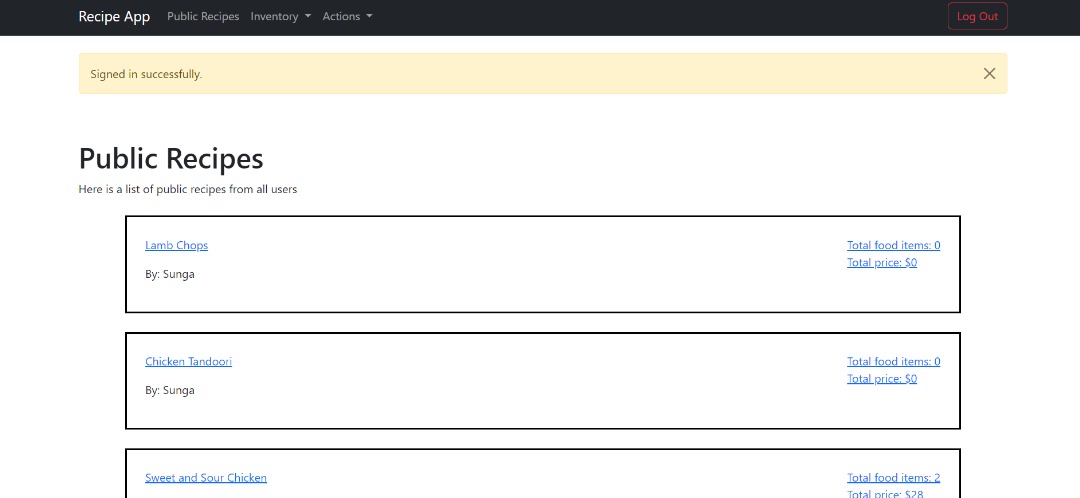 Recipe App Public Recipes Inventory Actions Log Out
Signed in successfully.
Public Recipes
Here is a list of public recipes from all users
Lamb Chops Total food items: 0
Total price: $0
By: Sunga
Chicken Tandoori Total food items: 0
Total price: $0
By: Sunga
Sweet and Sour Chicken Total food items: 2
Total price: $28